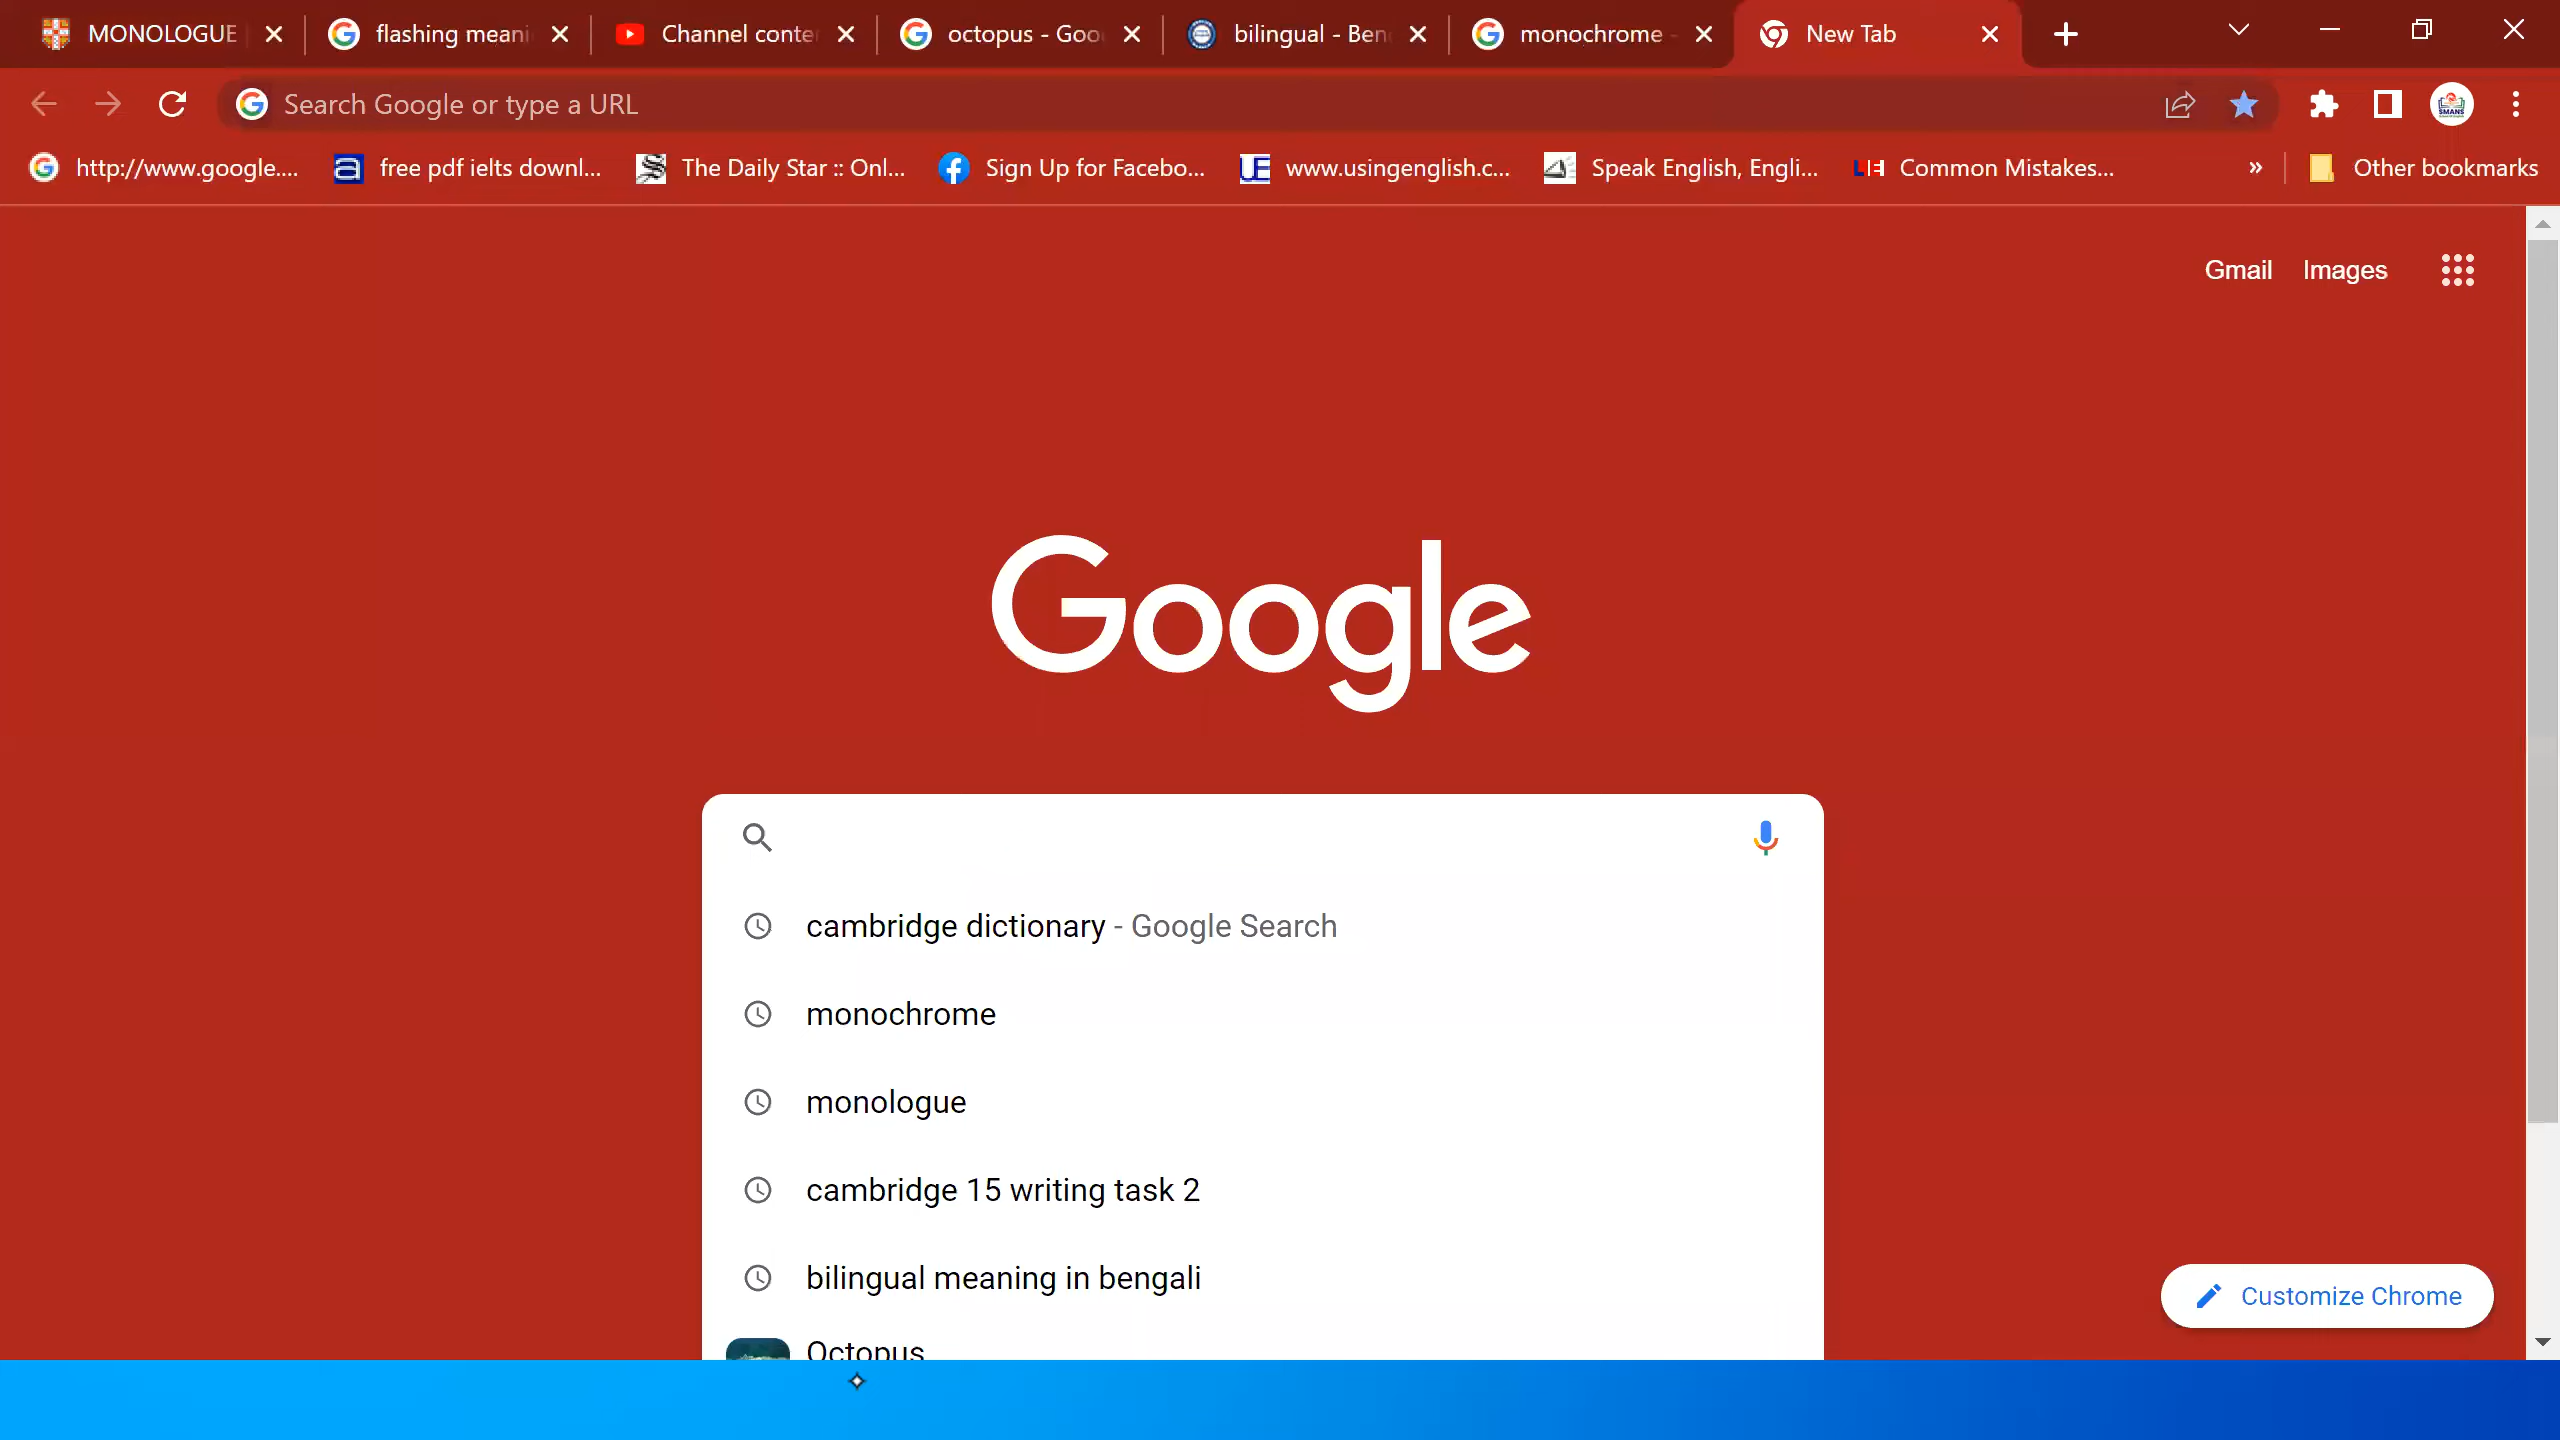 MONOLOGUE
flashing meani
Channel conte
octopus - Goo
bilingual - Ben
monochrome -
New Tab
Search Google or type a URL
http://www.google....
free pdf ielts downl...
The Daily Star :: Onl...
Sign Up for Facebo...
www.usingenglish.c...
Speak English, Engli...
Common Mistakes...
Other bookmarks
Gmail Images
Google
cambridge dictionary - Google Search
monochrome
monologue
cambridge 15 writing task 2
bilingual meaning in bengali
Customize Chrome
Octopus